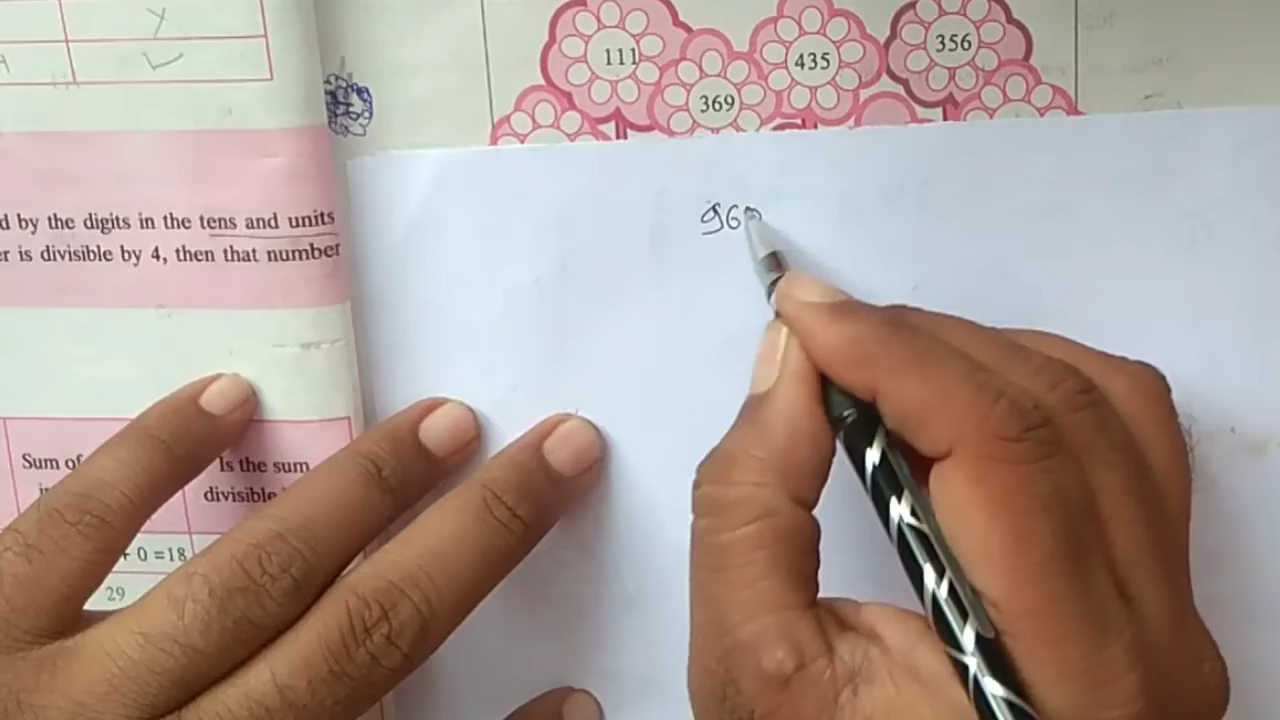 111
435
356
369
d by the digits in the tens and units
r is divisible by 4, then that number
96
Sum of
Is the sum
divisible
+ 0 =18
29